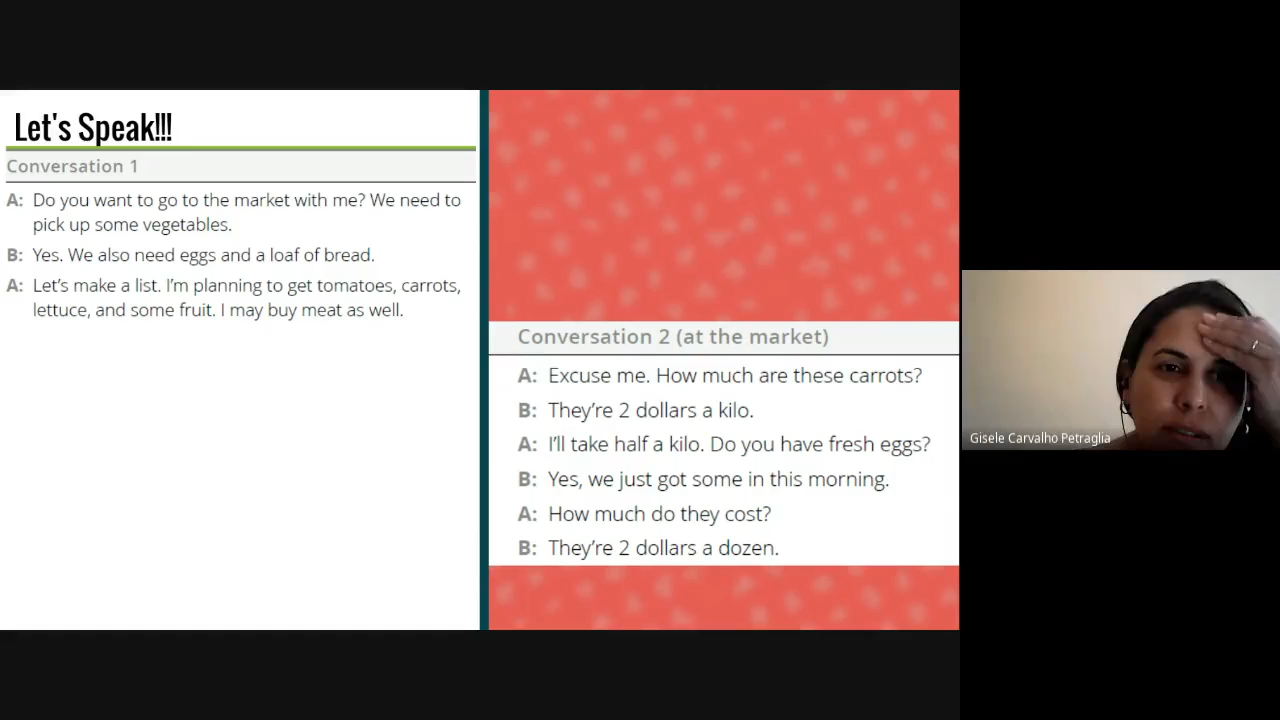 Let's Speak!!!
Conversation 1
A: Do you want to go to the market with me? We need to
pick up some vegetables.
B: Yes. We also need eggs and a loaf of bread.
A: Let’s make a list. I’m planning to get tomatoes, carrots,
lettuce, and some fruit. I may buy meat as well.
Conversation 2 (at the market)
A: Excuse me. How much are these carrots?
B: They’re 2 dollars a kilo.
A: I’ll take half a kilo. Do you have fresh eggs?
B: Yes, we just got some in this morning.
A: How much do they cost?
B: They’re 2 dollars a dozen.
Gisele Carvalho Petraglia